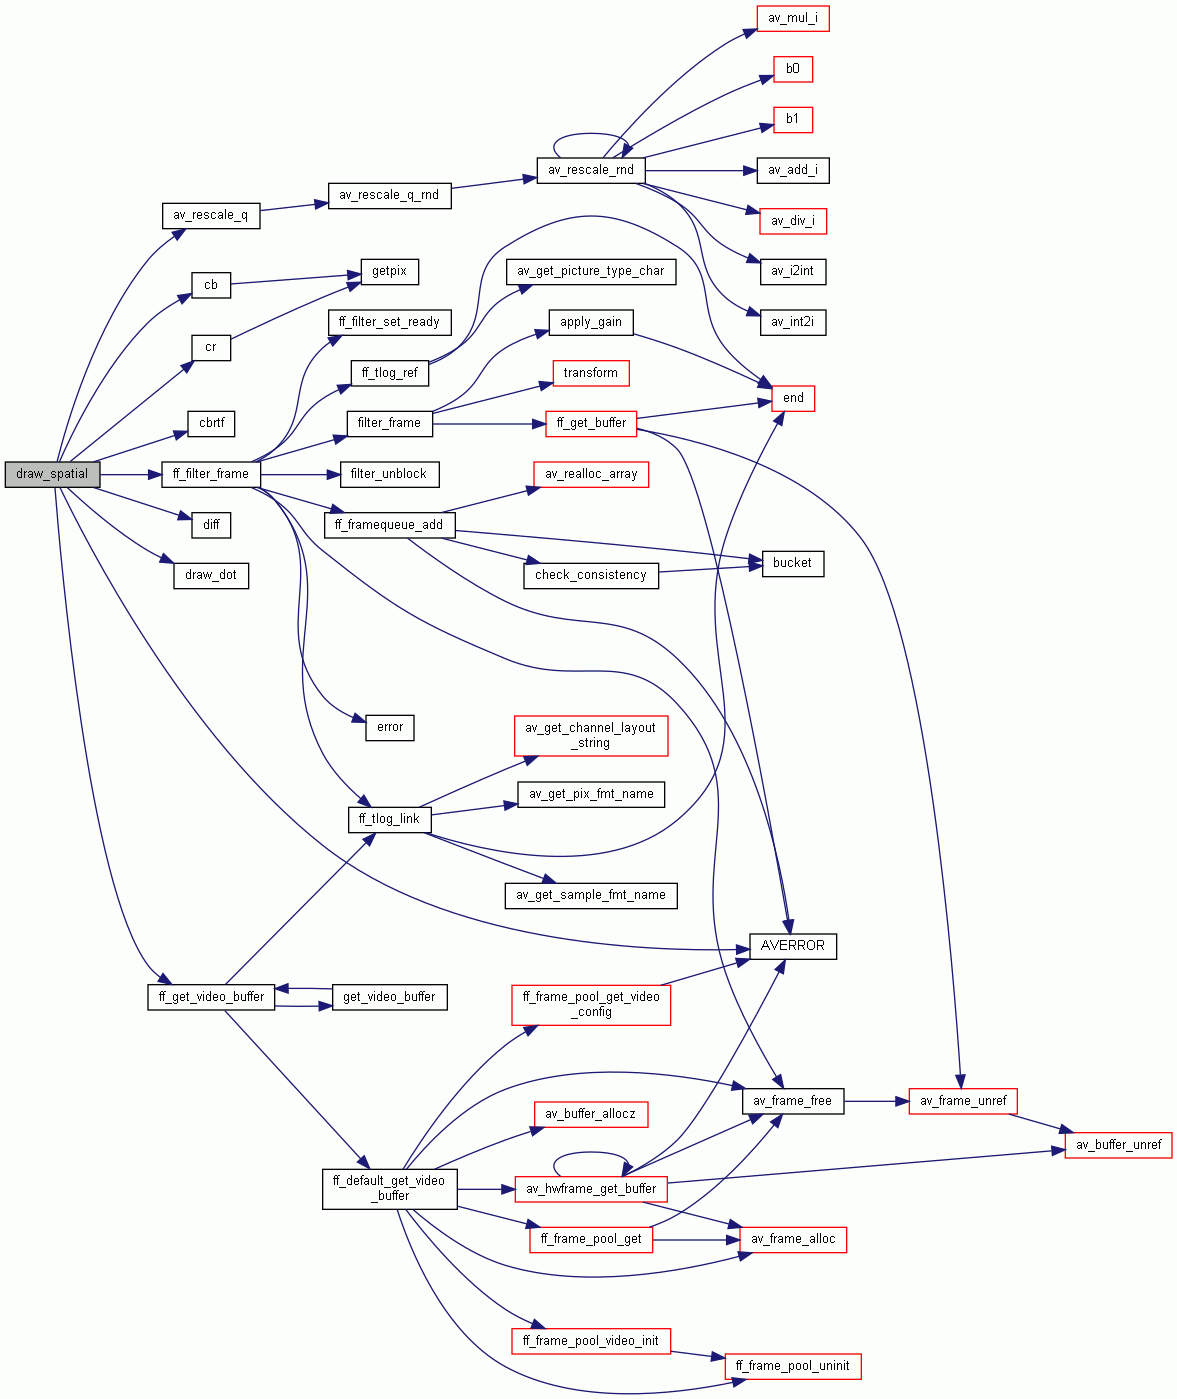 av_mul_i
b0
b1
av_rescale_rnd
av_add_i
av_rescale_q_rnd
av_rescale_q
av_div_i
getpix
av_get_picture_type_char
av_i2int
cb
ff_filter_set_ready
apply_gain
av_int2i
cr
ff_tlog_ref
transform
end
cbrtf
filter_frame
ff_get_buffer
draw_spatial
ff_filter_frame
filter_unblock
av_realloc_array
diff
ff_framequeue_add
bucket
draw_dot
check_consistency
error
av_get_channel_layout
_string
av_get_pix_fmt_name
ff_tlog_link
av_get_sample_fmt_name
AVERROR
ff_get_video_buffer
get_video_buffer
ff_frame_pool_get_video
_config
av_frame_free
av_frame_unref
av_buffer_allocz
av_buffer_unref
ff_default_get_video
_buffer
av_hwframe_get_buffer
ff_frame_pool_get
av_frame_alloc
ff_frame_pool_video_init
ff_frame_pool_uninit